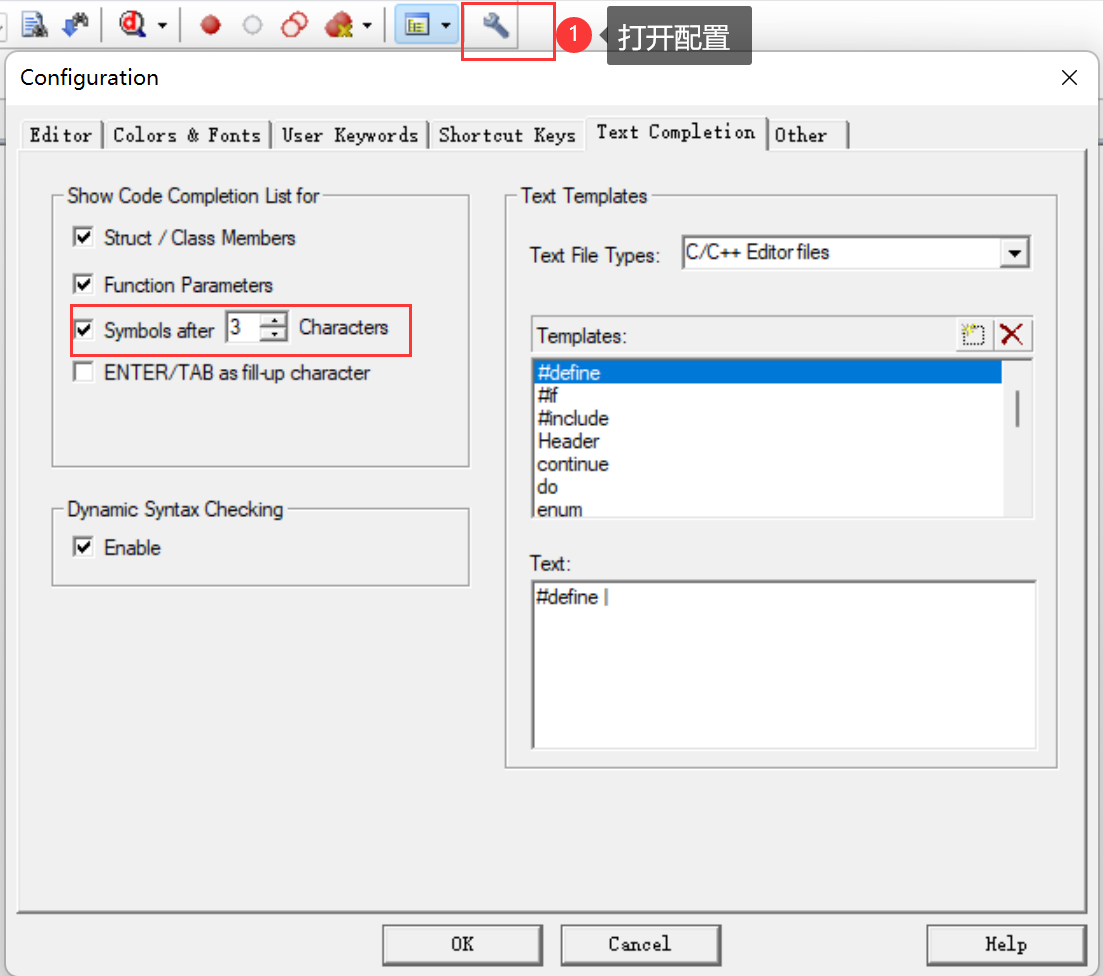 1
打开配置
Configuration
Editor
Colors & Fonts
User Keywords
Shortcut Keys
Text Completion
Other
Show Code Completion List for
Struct / Class Members
Function Parameters
Symbols after 3 Characters
ENTER/TAB as fill-up character
Dynamic Syntax Checking
Enable
Text Templates
Text File Types: C/C++ Editor files
Templates:
#define
#if
#include
Header
continue
do
enum
Text:
#define |
OK
Cancel
Help